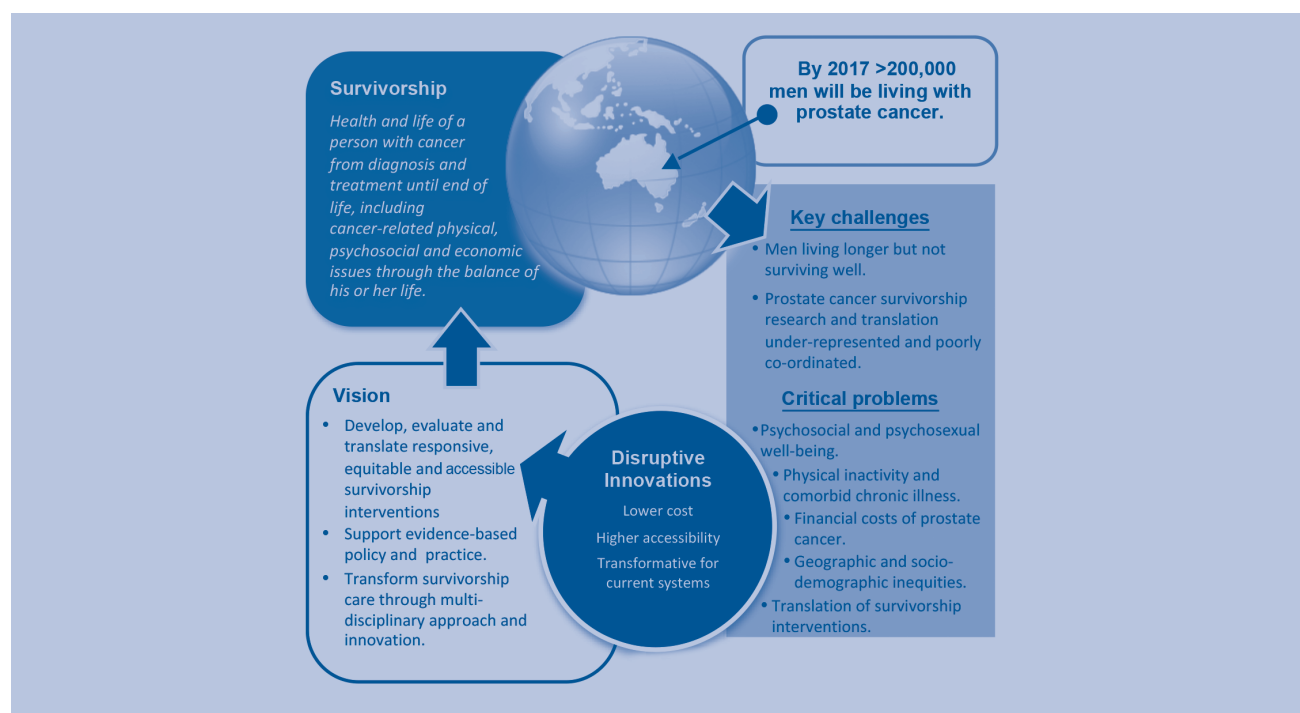 Survivorship
Health and life of a
person with cancer
from diagnosis and
treatment until end of
life, including
cancer-related physical,
psychosocial and economic
issues through the balance of
his or her life.
By 2017 >200,000
men will be living with
prostate cancer.
Key challenges
• Men living longer but not
surviving well.
• Prostate cancer survivorship
research and translation
under-represented and poorly
co-ordinated.
Critical problems
• Psychosocial and psychosexual
well-being.
• Physical inactivity and
comorbid chronic illness.
• Financial costs of prostate
cancer.
• Geographic and socio-
demographic inequities.
• Translation of survivorship
interventions.
Disruptive
Innovations
Lower cost
Higher accessibility
Transformative for
current systems
Vision
• Develop, evaluate and
translate responsive,
equitable and accessible
survivorship
interventions
• Support evidence-based
policy and practice.
• Transform survivorship
care through multi-
disciplinary approach and
innovation.